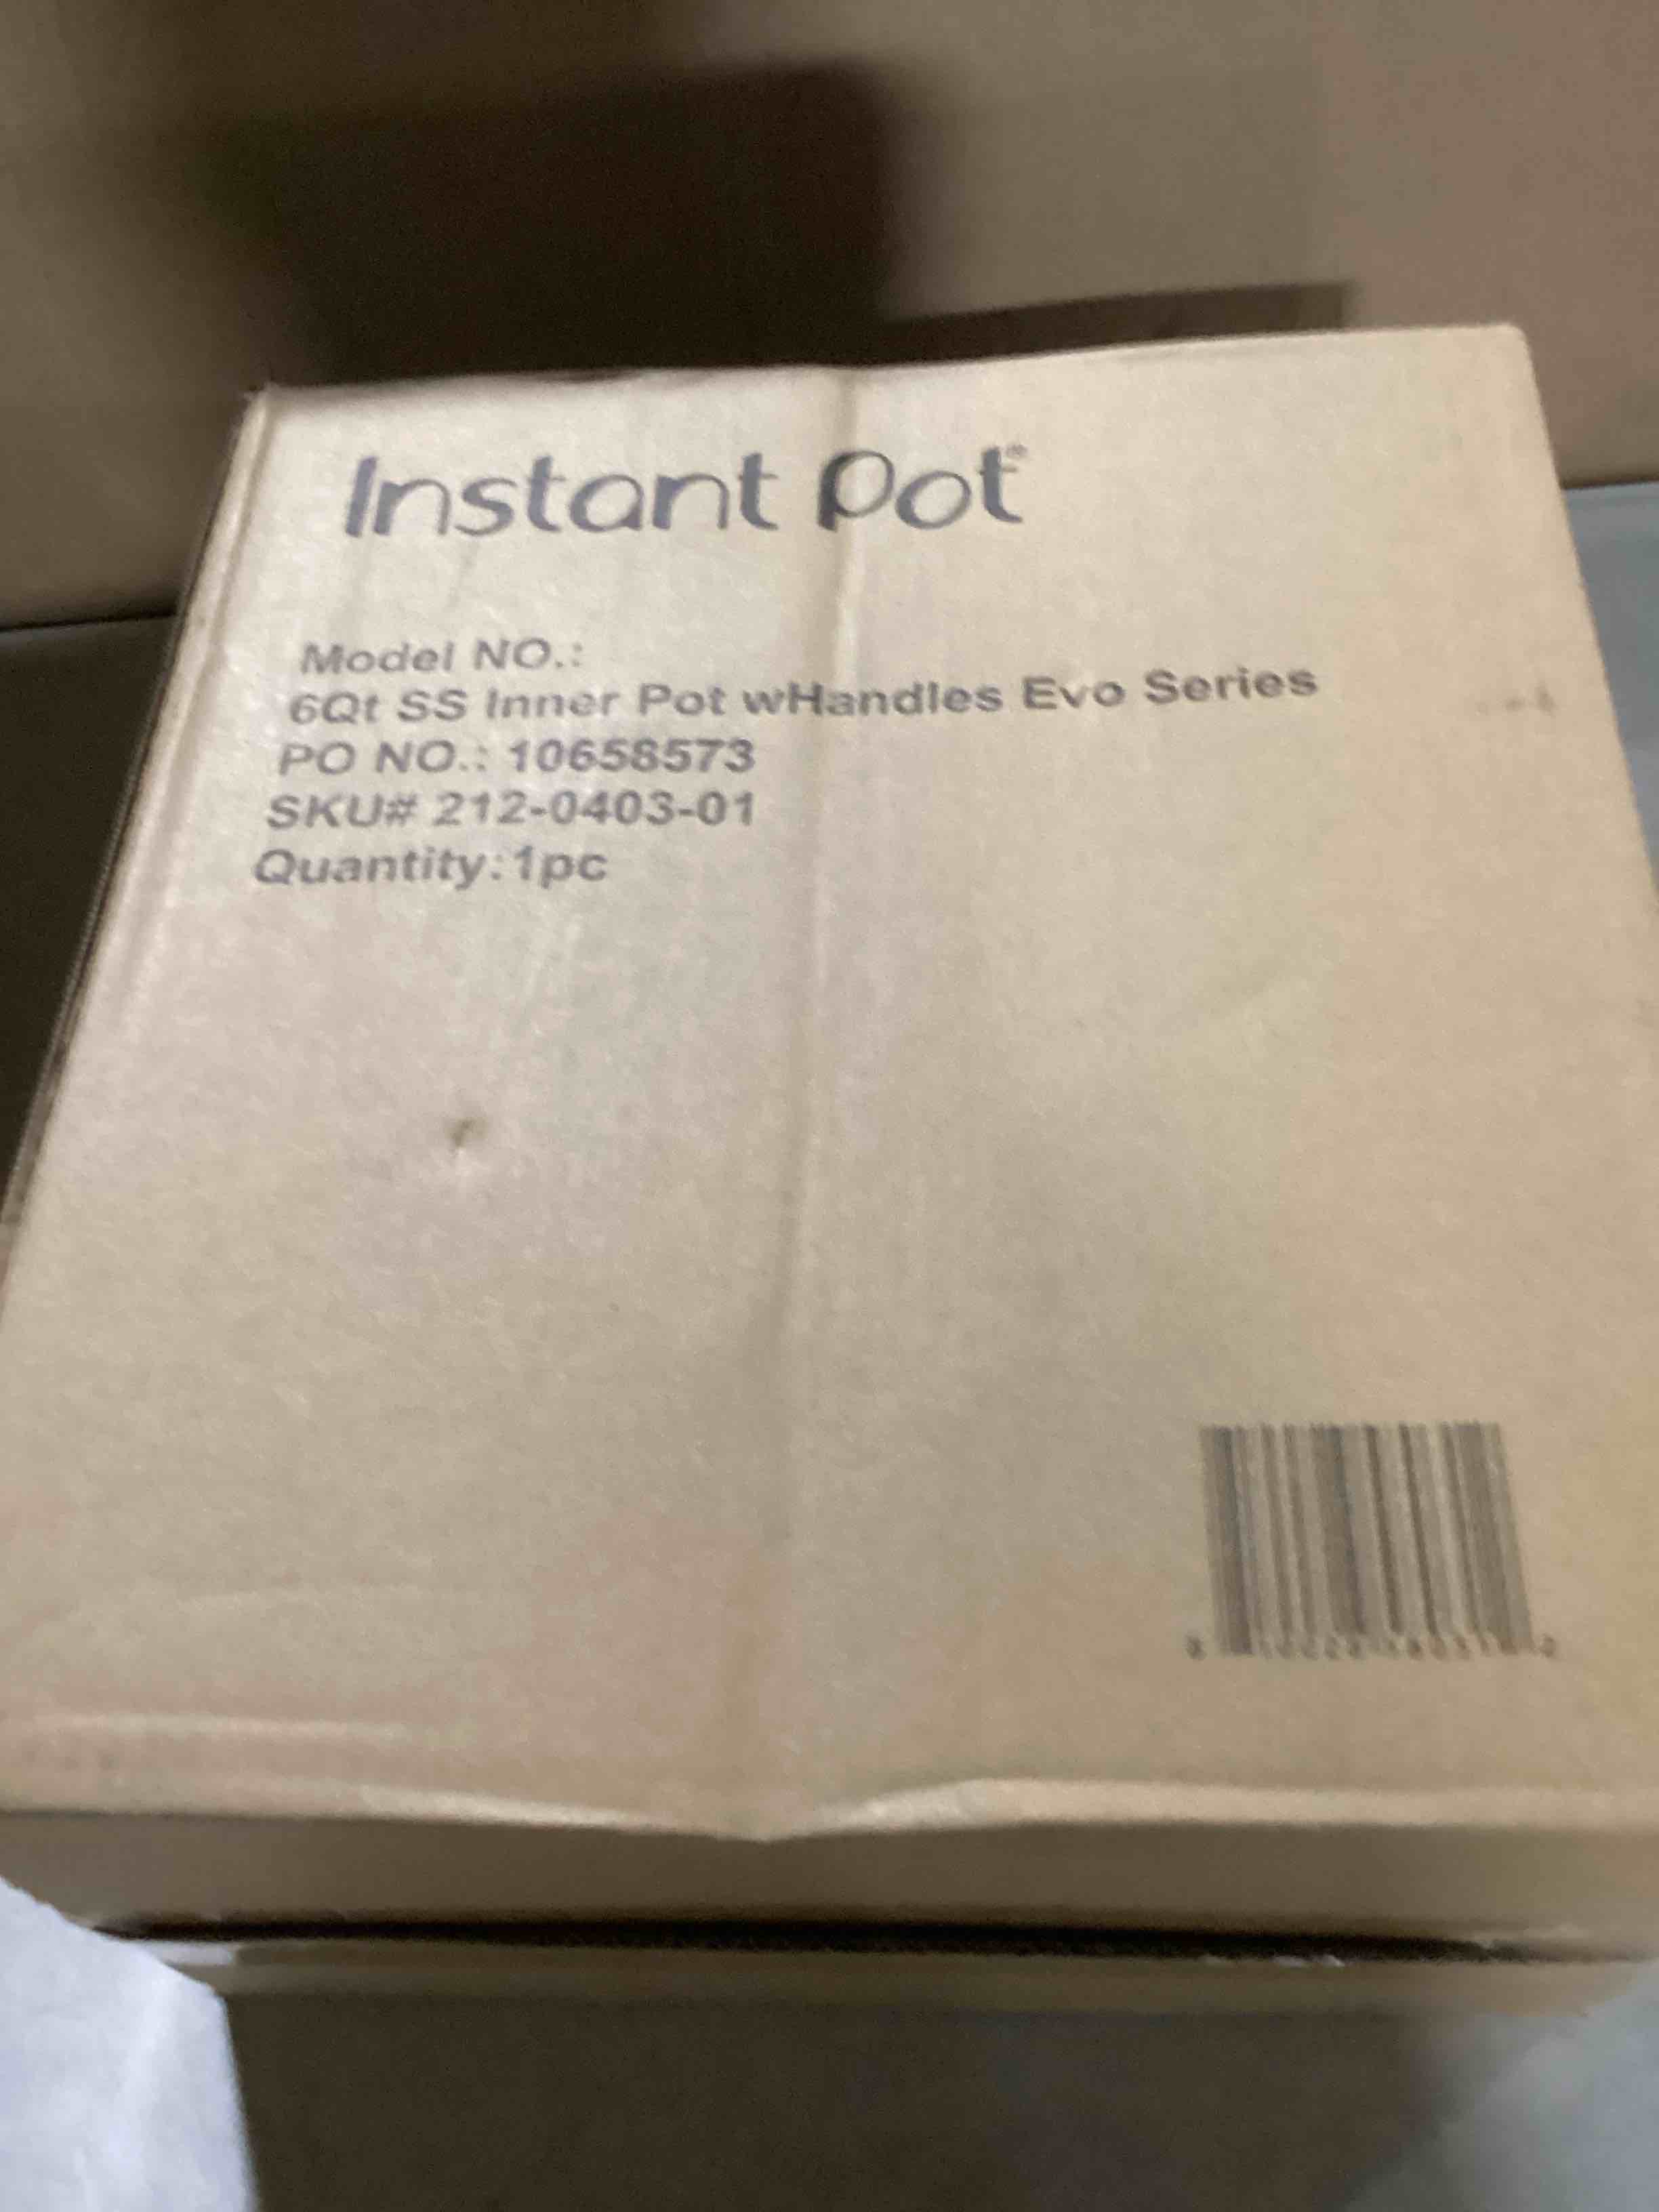 Instant Pot®
Model NO.:
6Qt SS Inner Pot wHandles Evo Series
PO NO.: 10658573
SKU# 212-0403-01
Quantity:1pc